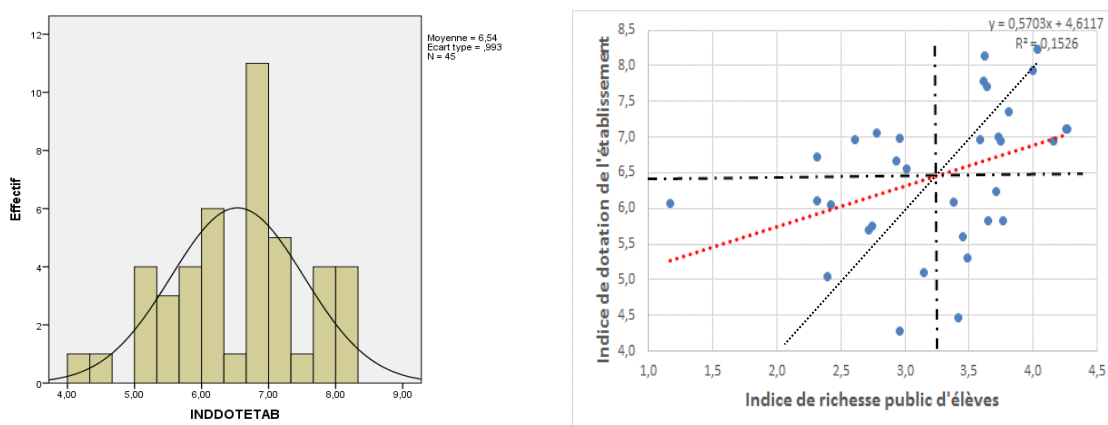 Moyenne = 6,54
Ecart type = ,993
N = 45
Effectif
12
10
8
6
4
2
0
4,00 5,00 6,00 7,00 8,00 9,00
INDDOTETAB
y = 0,5703x + 4,6117
R² = 0,1526
Indice de dotation de l'établissement
8,5
8,0
7,5
7,0
6,5
6,0
5,5
5,0
4,5
4,0
1,0 1,5 2,0 2,5 3,0 3,5 4,0 4,5
Indice de richesse public d'élèves